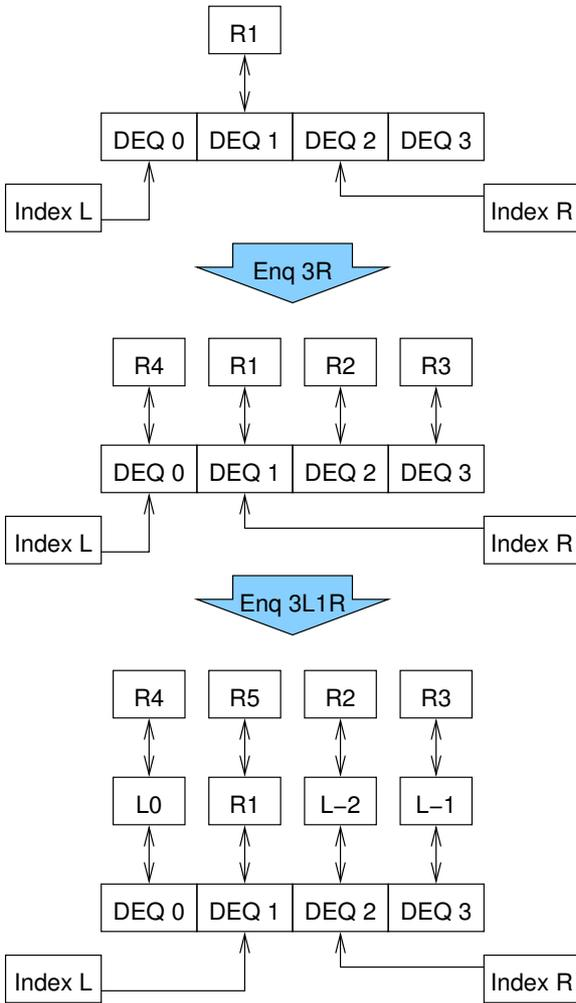 R1
DEQ 0 DEQ 1 DEQ 2 DEQ 3
Index L Index R
Enq 3R
R4 R1 R2 R3
DEQ 0 DEQ 1 DEQ 2 DEQ 3
Index L Index R
Enq 3L1R
R4 R5 R2 R3
L0 R1 L−2 L−1
DEQ 0 DEQ 1 DEQ 2 DEQ 3
Index L Index R